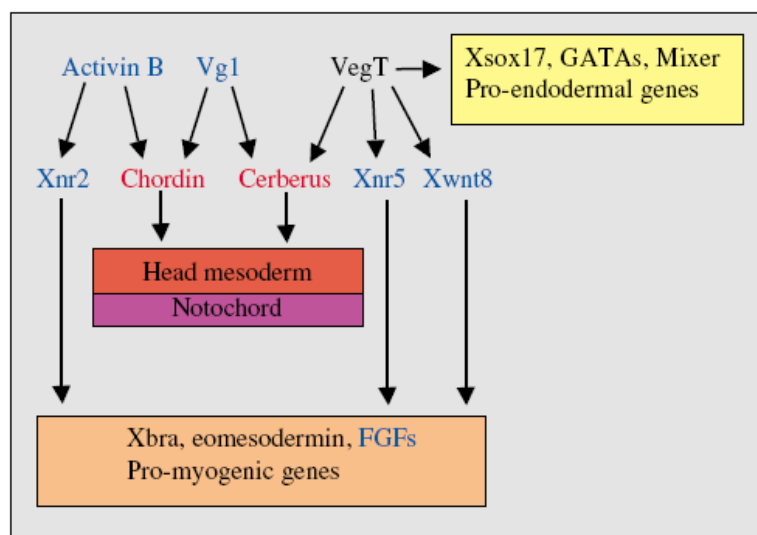 Activin B Vg1 VegT
Xsox17, GATAs, Mixer
Pro-endodermal genes
Xnr2 Chordin Cerberus Xnr5 Xwnt8
Head mesoderm
Notochord
Xbra, eomesodermin, FGFs
Pro-myogenic genes